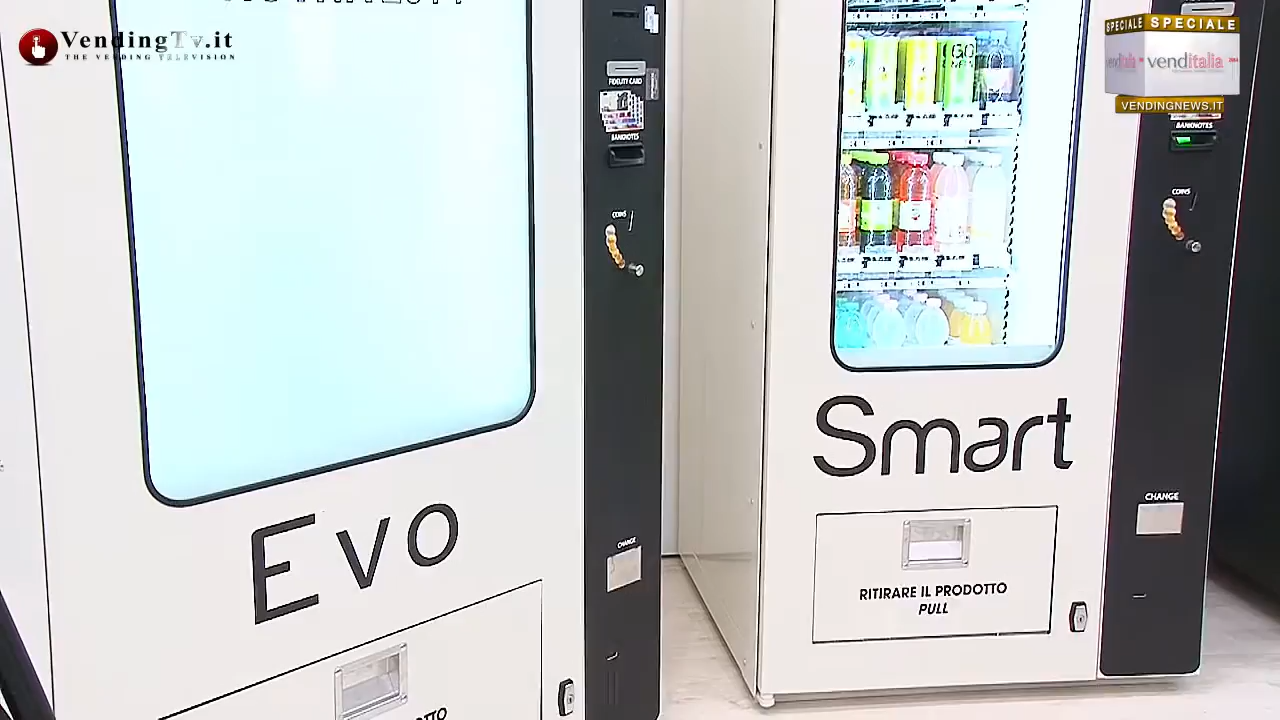 VendingTv.it
THE VENDING TELEVISION
SPECIALE SPECIALE
venditalia
VENDINGNEWS.IT
FIDELITY CARD
BANKNOTES
COINS
CHANGE
Evo
BANKNOTES
COINS
Smart
CHANGE
RITIRARE IL PRODOTTO
PULL